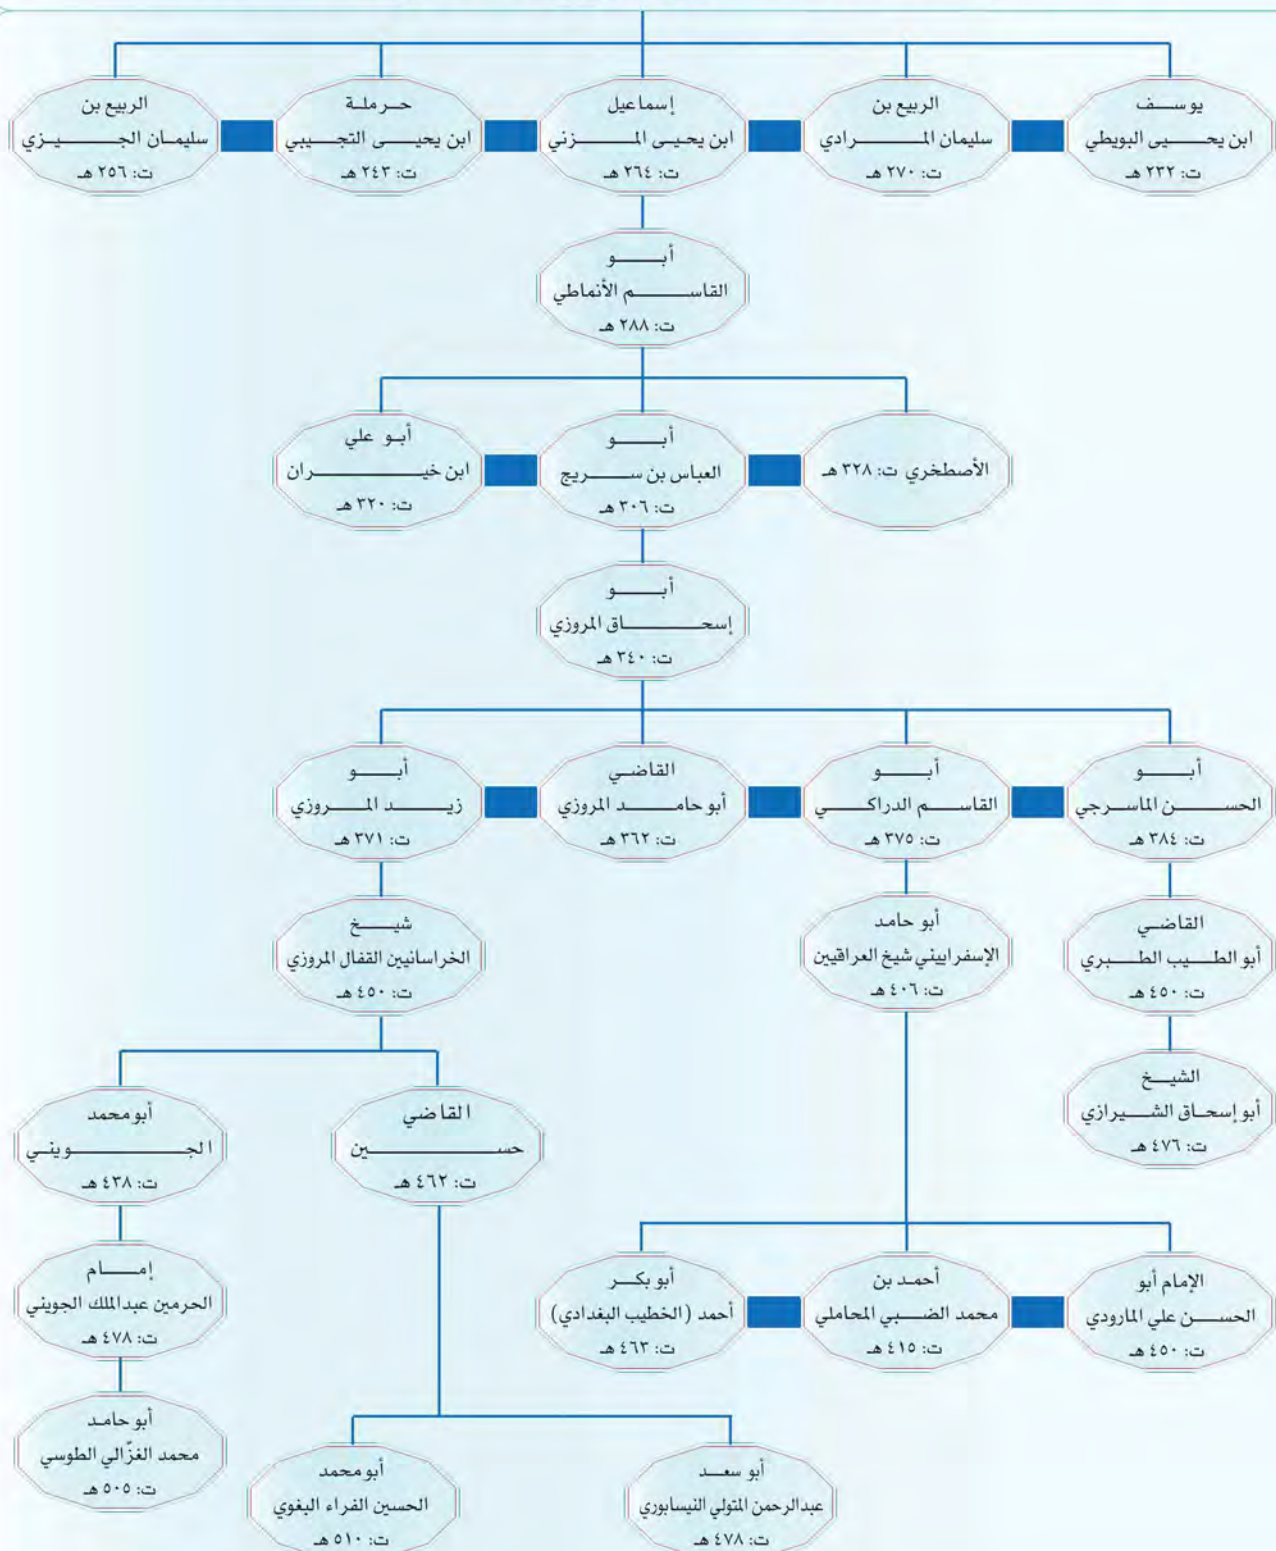 يوسف
ابن يحيى البويطي
ت: ٢٣٢ هـ
الربيع بن
سليمان المرادي
ت: ٢٧٠ هـ
إسماعيل
ابن يحيى المزني
ت: ٢٦٤ هـ
حرملة
ابن يحيى التجيبي
ت: ٢٤٣ هـ
الربيع بن
سليمان الجيزي
ت: ٢٥٦ هـ
أبو
القاسم الأنماطي
ت: ٢٨٨ هـ
الأصطخري ت: ٣٢٨ هـ
أبو
العباس بن سريج
ت: ٣٠٦ هـ
أبو علي
ابن خيران
ت: ٣٢٠ هـ
أبو
إسحاق المروزي
ت: ٣٤٠ هـ
أبو
الحسن الماسرجي
ت: ٣٨٤ هـ
أبو
القاسم الدراكي
ت: ٣٧٥ هـ
القاضي
أبو حامد المروزي
ت: ٣٦٢ هـ
أبو
زيد المروزي
ت: ٣٧١ هـ
القاضي
أبو الطيب الطبري
ت: ٤٥٠ هـ
أبو حامد
الإسفراييني شيخ العراقيين
ت: ٤٠٦ هـ
شيخ
الخراسانيين القفال المروزي
ت: ٤٥٠ هـ
الشيخ
أبو إسحاق الشيرازي
ت: ٤٧٦ هـ
القاضي
حسين
ت: ٤٦٢ هـ
أبو محمد
الجويني
ت: ٤٣٨ هـ
الإمام أبو
الحسن علي المارودي
ت: ٤٥٠ هـ
أحمد بن
محمد الضبي المحاملي
ت: ٤١٥ هـ
أبو بكر
أحمد (الخطيب البغدادي)
ت: ٤٦٣ هـ
إمام
الحرمين عبدالملك الجويني
ت: ٤٧٨ هـ
أبو حامد
محمد الغزّالي الطوسي
ت: ٥٠٥ هـ
أبو سعد
عبدالرحمن المتولي النيسابوري
ت: ٤٧٨ هـ
أبو محمد
الحسين الفراء البغوي
ت: ٥١٠ هـ